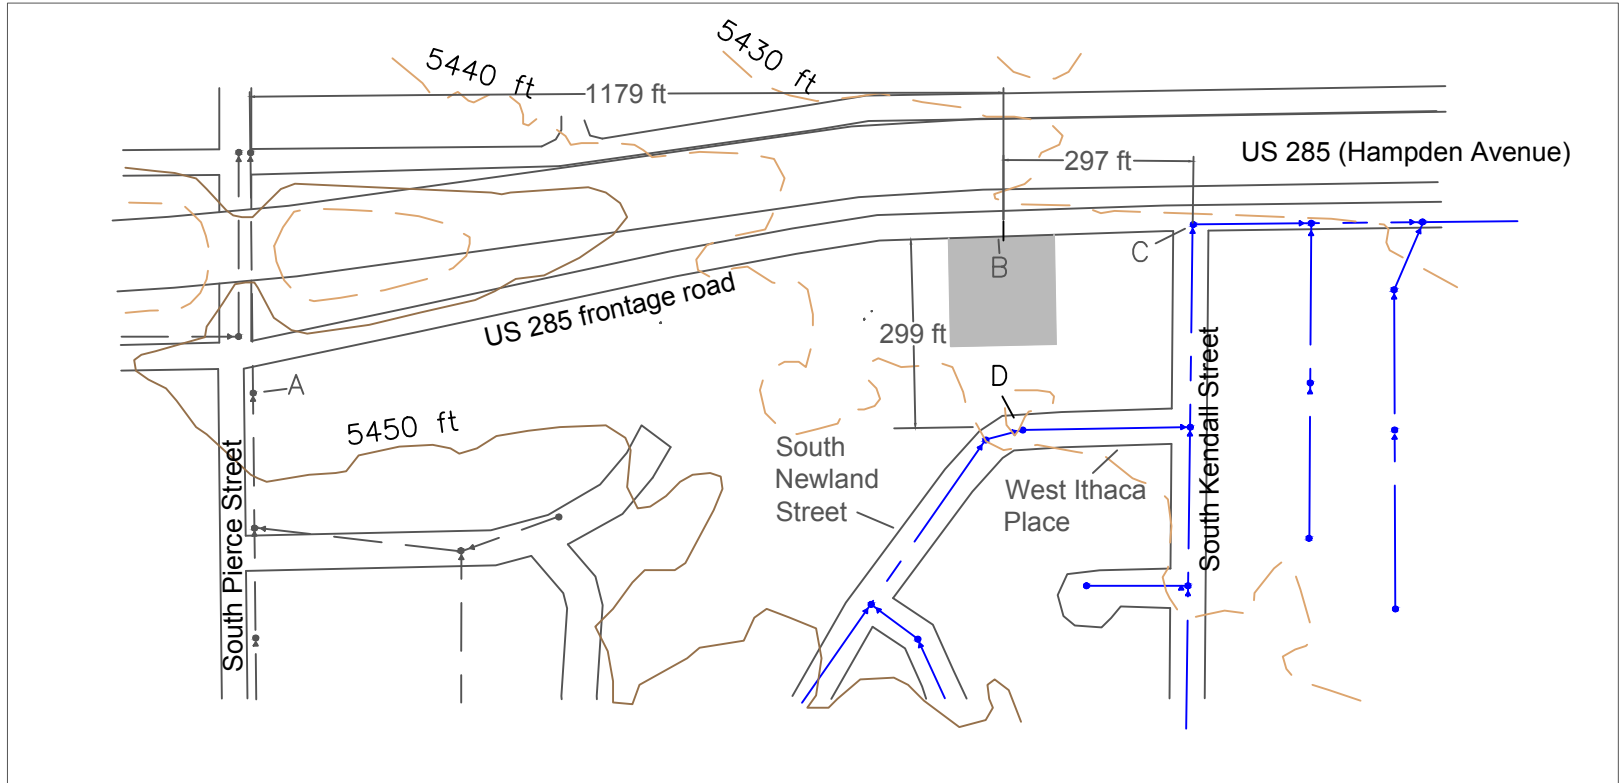 5440 ft
5430 ft
1179 ft
US 285 (Hampden Avenue)
297 ft
C
B
US 285 frontage road
299 ft
A
D
5450 ft
South Pierce Street
South
Newland
Street
West Ithaca
Place
South Kendall Street